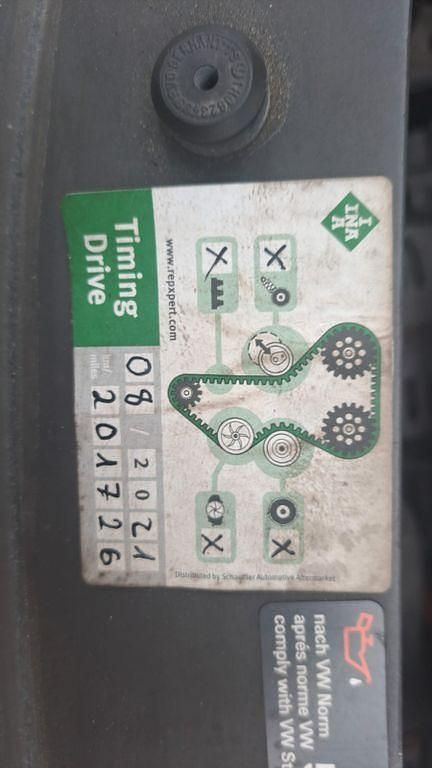 INA
Timing
Drive
www.repxpert.com
08 / 2021
km/
miles
201726
X
X
X
X
Distributed by Schaeffler Automotive Aftermarket
nach VW Norm
après norme VW
comply with VW St